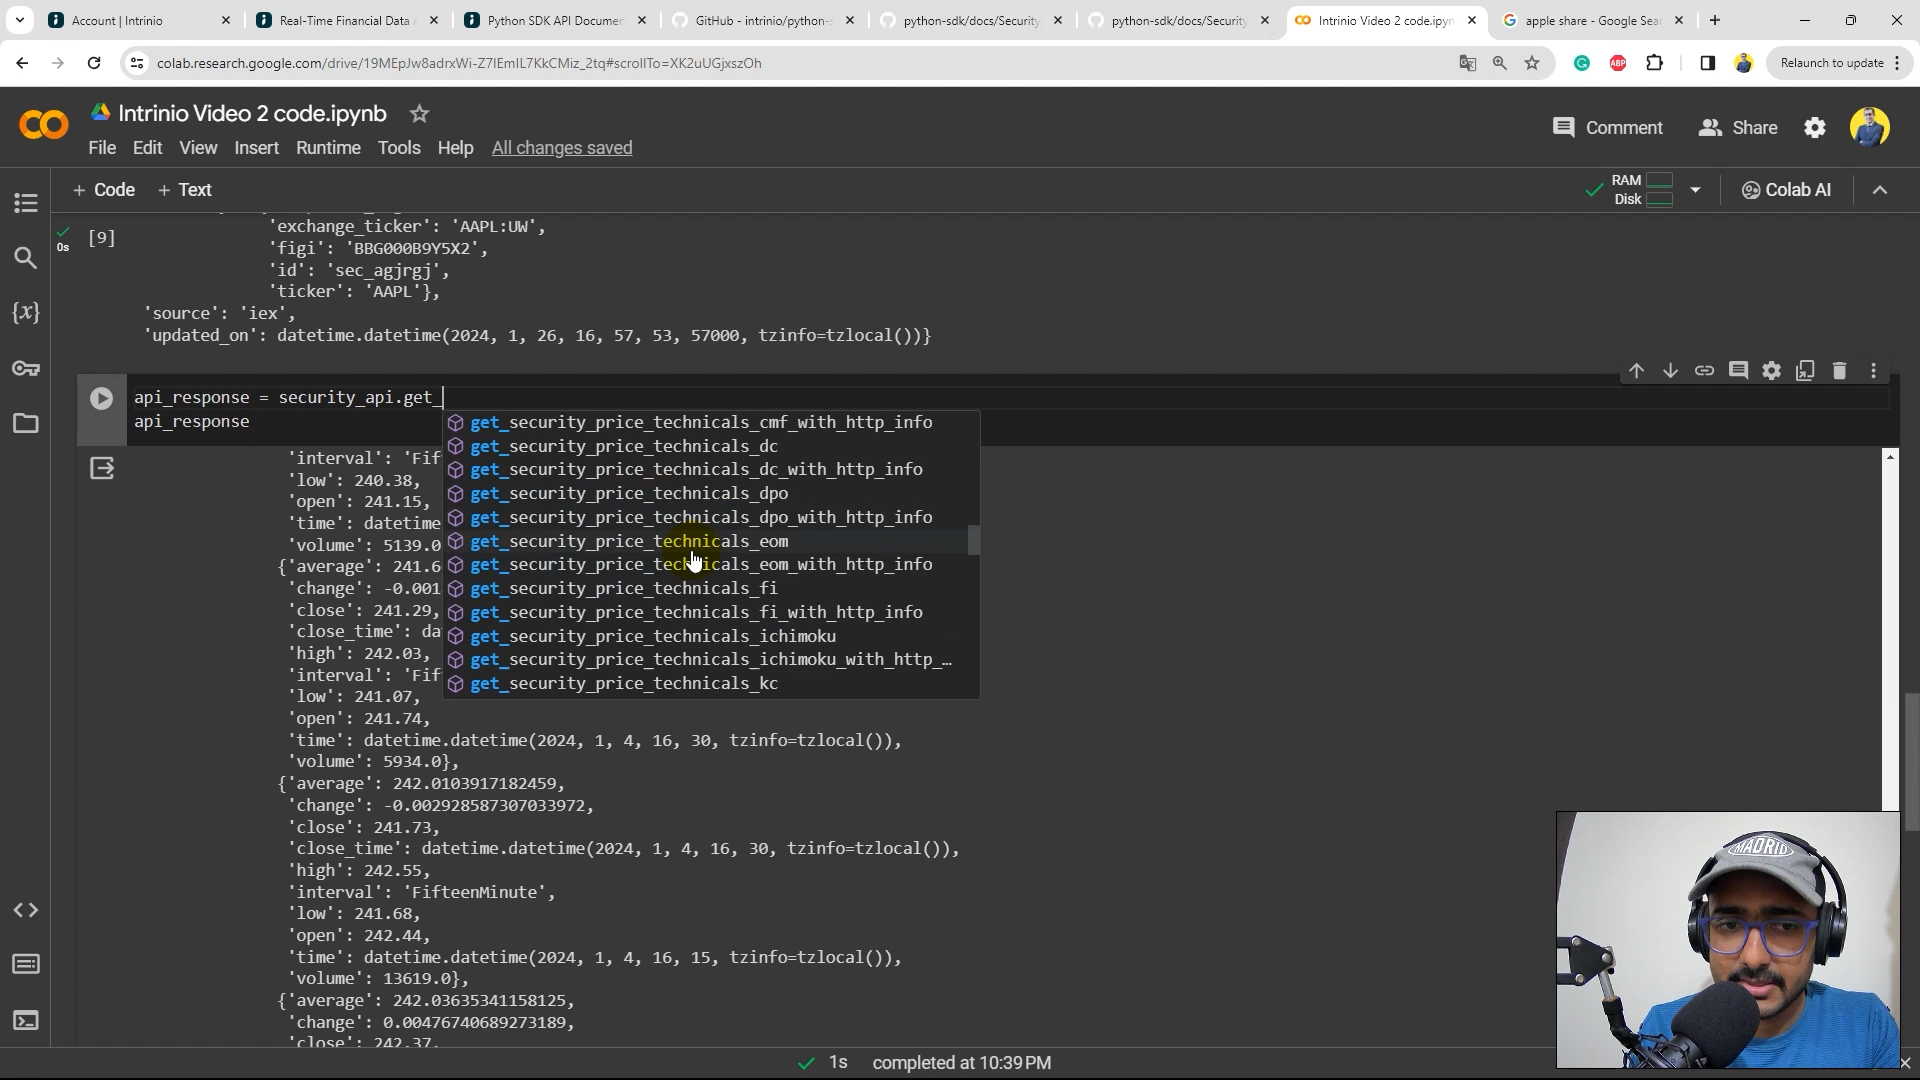 Account | Intrinio
Real-Time Financial Data
Python SDK API Documen
GitHub - intrinio/python-s
python-sdk/docs/Security
python-sdk/docs/Security
Intrinio Video 2 code.ipyn
apple share - Google Sea
colab.research.google.com/drive/19MEpJw8adrxWi-Z7lEmlL7KkCMiz_2tq#scrollTo=XK2uUGjxszOh
ABP
Relaunch to update
Intrinio Video 2 code.ipynb
Comment
Share
File Edit View Insert Runtime Tools Help All changes saved
+ Code + Text
RAM
Disk
Colab AI
'exchange_ticker': 'AAPL:UW',
[9]
0s
'figi': 'BBG000B9Y5X2',
'id': 'sec_agjrgj',
'ticker': 'AAPL'},
'source': 'iex',
'updated_on': datetime.datetime(2024, 1, 26, 16, 57, 53, 57000, tzinfo=tzlocal())}
api_response = security_api.get_
api_response
get_security_price_technicals_cmf_with_http_info
get_security_price_technicals_dc
get_security_price_technicals_dc_with_http_info
get_security_price_technicals_dpo
get_security_price_technicals_dpo_with_http_info
get_security_price_technicals_eom
get_security_price_technicals_eom_with_http_info
get_security_price_technicals_fi
get_security_price_technicals_fi_with_http_info
get_security_price_technicals_ichimoku
get_security_price_technicals_ichimoku_with_http_…
get_security_price_technicals_kc
'interval': 'Fif
'low': 240.38,
'open': 241.15,
'time': datetime
'volume': 5139.0
{'average': 241.6
'change': -0.001
'close': 241.29,
'close_time': da
'high': 242.03,
'interval': 'Fif
'low': 241.07,
'open': 241.74,
'time': datetime.datetime(2024, 1, 4, 16, 30, tzinfo=tzlocal()),
'volume': 5934.0},
{'average': 242.0103917182459,
'change': -0.002928587307033972,
'close': 241.73,
'close_time': datetime.datetime(2024, 1, 4, 16, 30, tzinfo=tzlocal()),
'high': 242.55,
'interval': 'FifteenMinute',
'low': 241.68,
'open': 242.44,
'time': datetime.datetime(2024, 1, 4, 16, 15, tzinfo=tzlocal()),
'volume': 13619.0},
{'average': 242.03635341158125,
'change': 0.00476740689273189,
'close': 242.37,
1s completed at 10:39 PM
MADRID